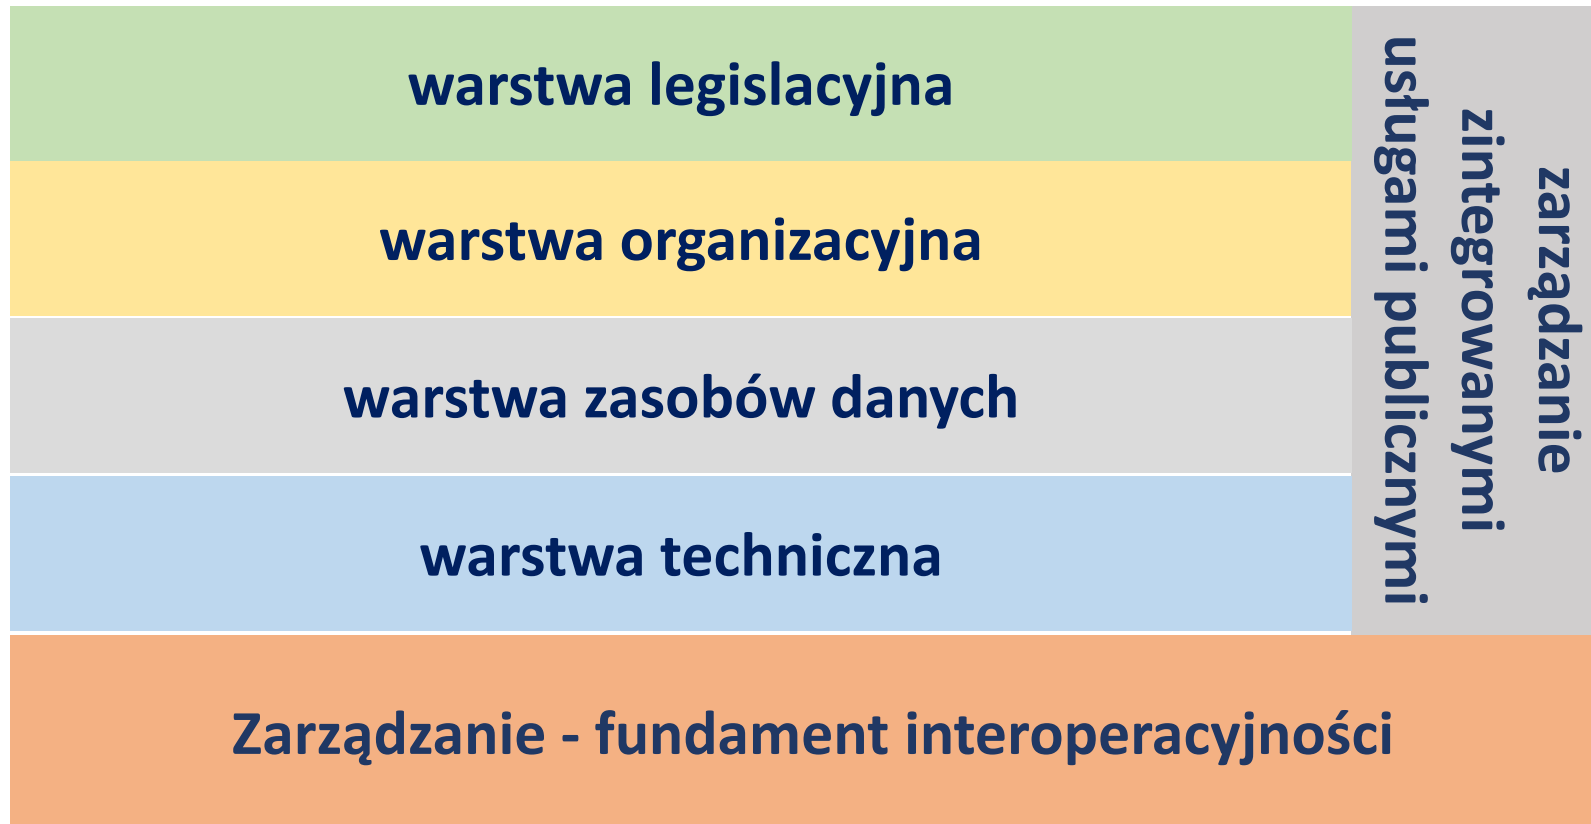 warstwa legislacyjna
warstwa organizacyjna
warstwa zasobów danych
warstwa techniczna
zarządzanie
zintegrowanymi
usługami publicznymi
Zarządzanie - fundament interoperacyjności